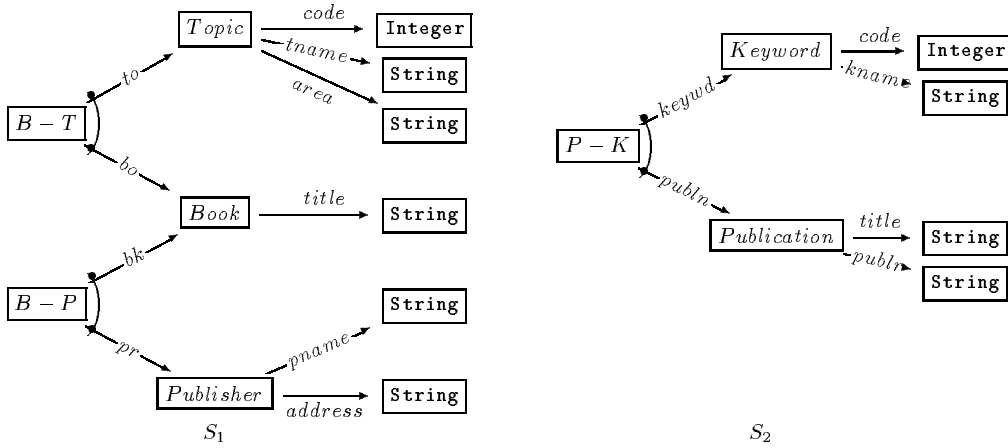 Topic
code
Integer
tname
String
area
String
to
B − T
bo
Book
title
String
bk
B − P
pr
Publisher
pname
String
address
String
S1
Keyword
code
Integer
kname
String
keywd
P − K
publn
Publication
title
String
publr
String
S2